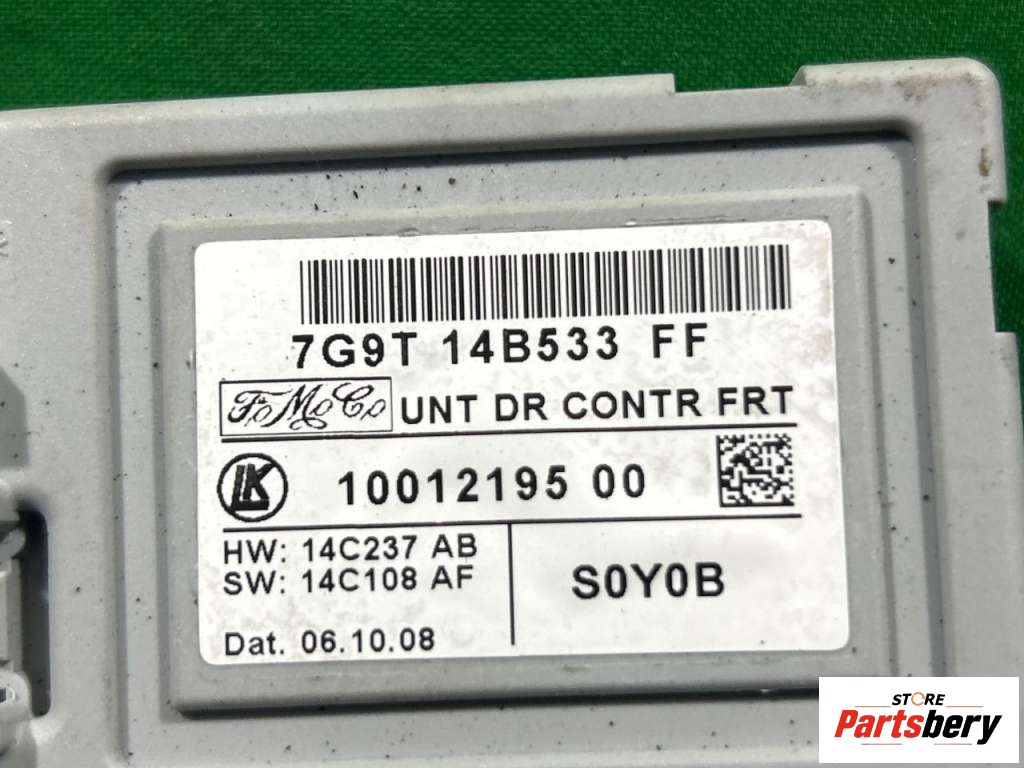 7G9T 14B533 FF
FoMoCo UNT DR CONTR FRT
LK 10012195 00
HW: 14C237 AB
SW: 14C108 AF
S0Y0B
Dat. 06.10.08
STORE
Partsbery